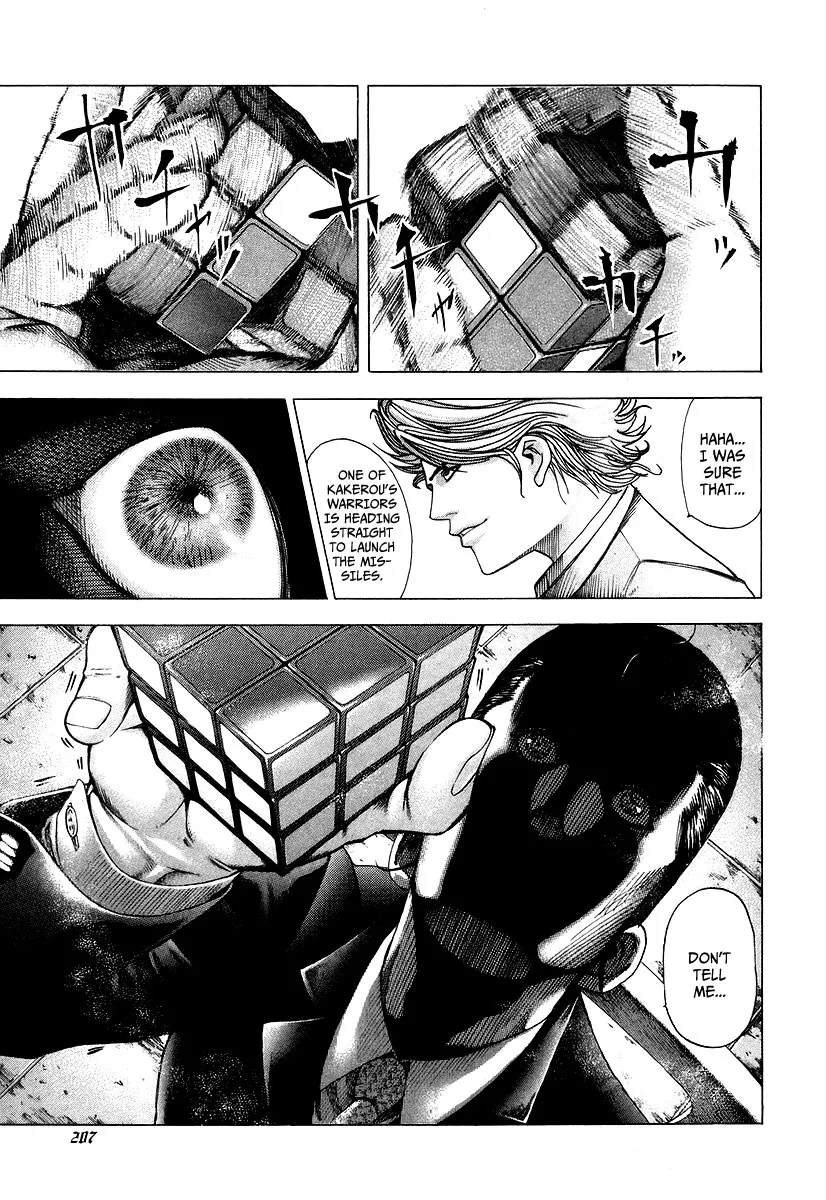 HAHA...
I WAS
SURE
THAT...
ONE OF
KAKEROU'S
WARRIORS
IS HEADING
STRAIGHT
TO LAUNCH
THE MIS-
SILES.
DON'T
TELL
ME...
207